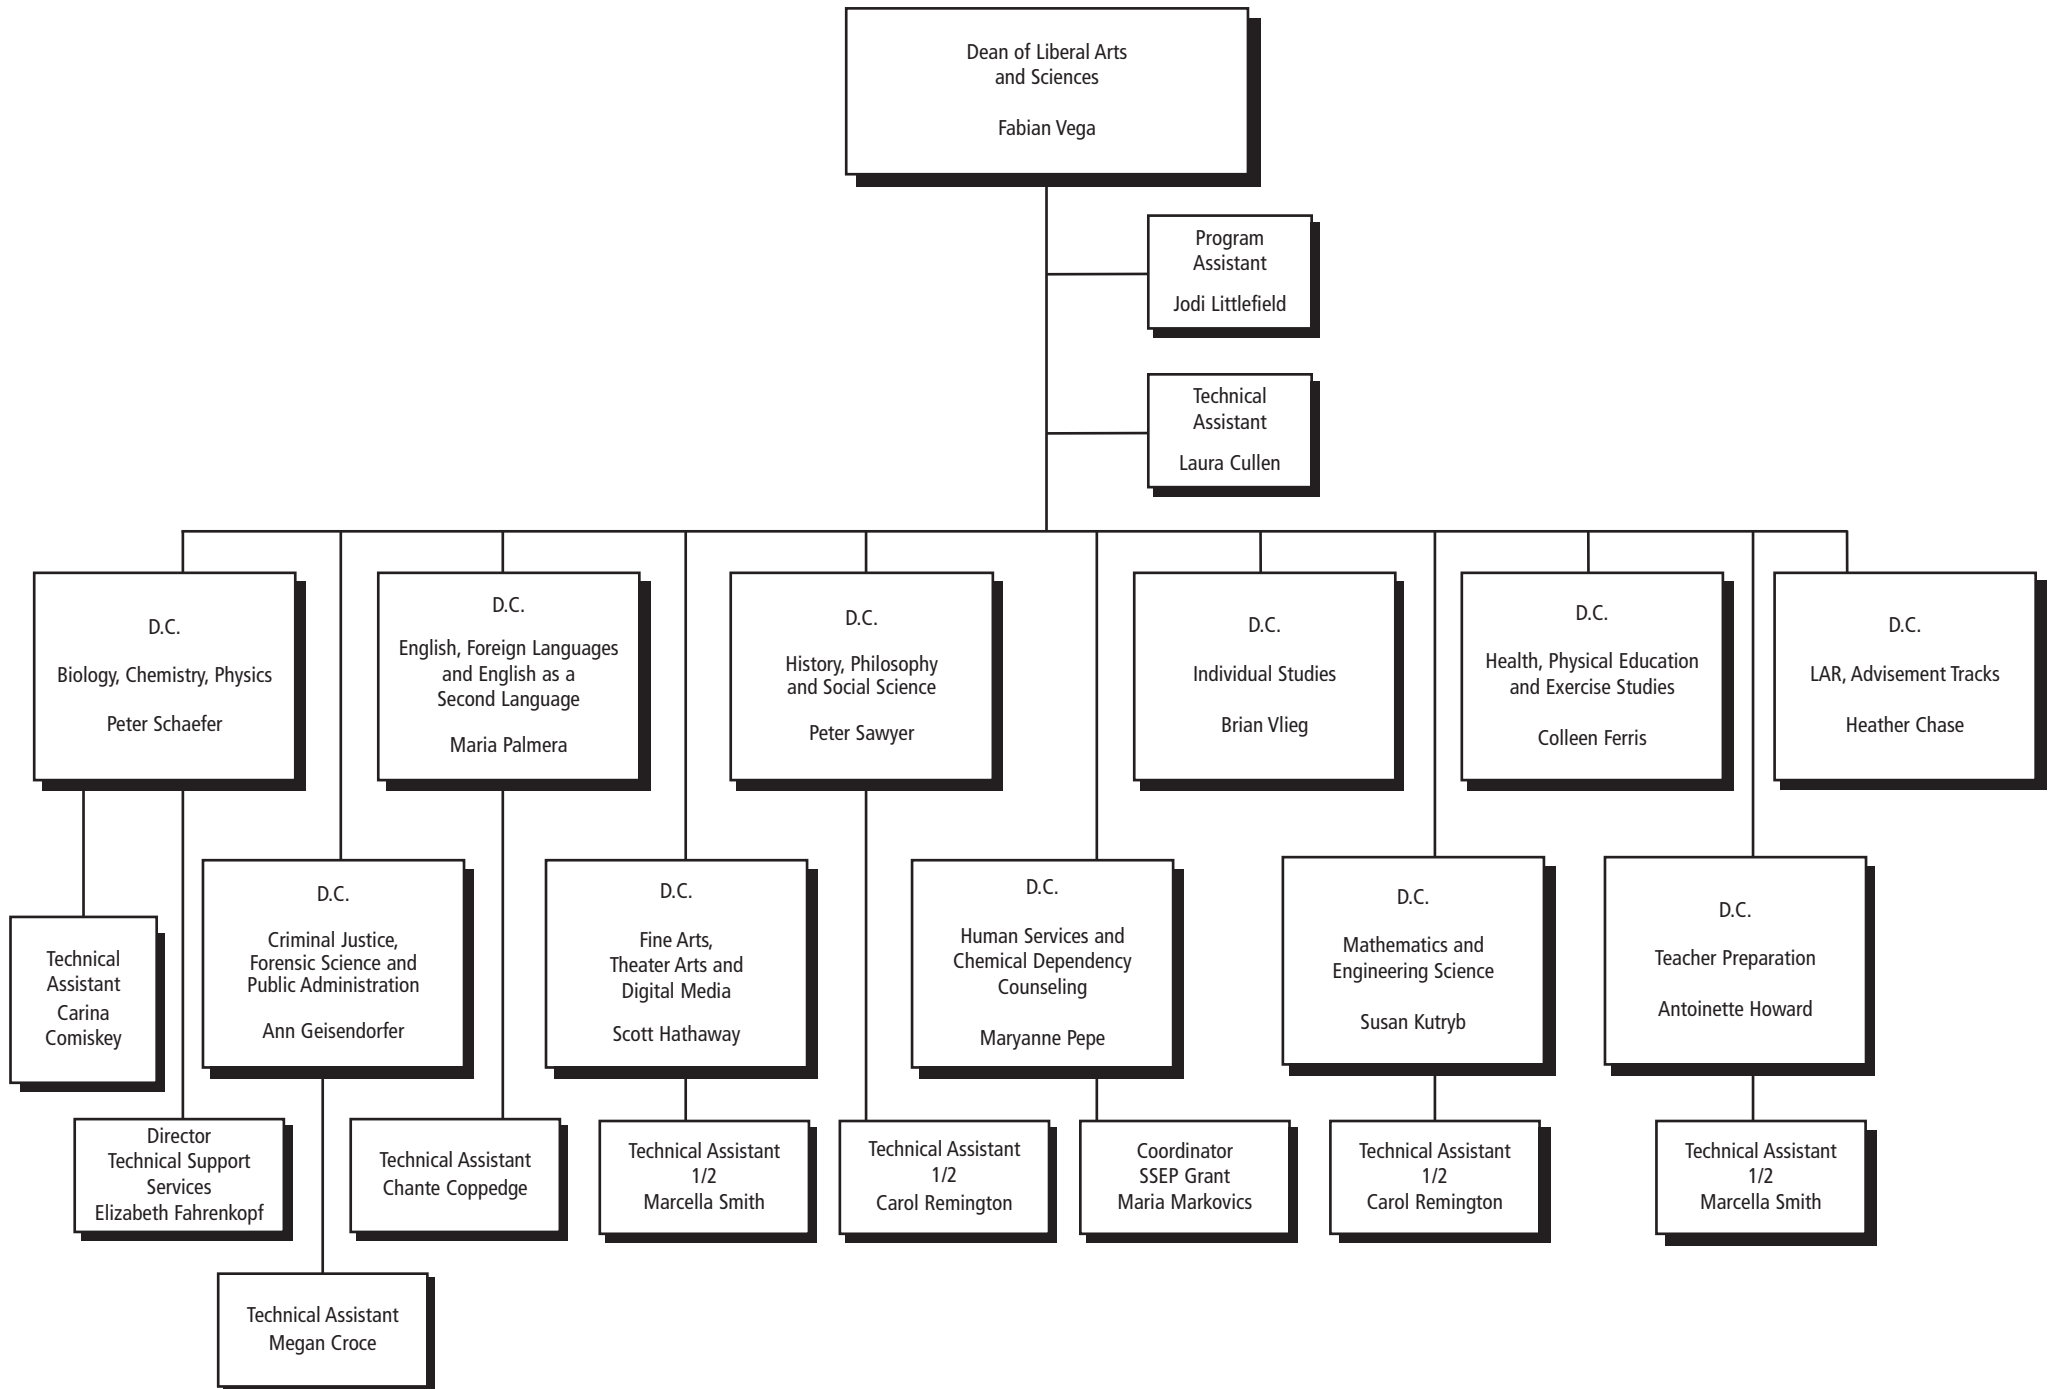 Dean of Liberal Arts
and Sciences
Fabian Vega
Program
Assistant
Jodi Littlefield
Technical
Assistant
Laura Cullen
D.C.
Biology, Chemistry, Physics
Peter Schaefer
D.C.
English, Foreign Languages
and English as a
Second Language
Maria Palmera
D.C.
History, Philosophy
and Social Science
Peter Sawyer
D.C.
Individual Studies
Brian Vlieg
D.C.
Health, Physical Education
and Exercise Studies
Colleen Ferris
D.C.
LAR, Advisement Tracks
Heather Chase
Technical
Assistant
Carina
Comiskey
D.C.
Criminal Justice,
Forensic Science and
Public Administration
Ann Geisendorfer
D.C.
Fine Arts,
Theater Arts and
Digital Media
Scott Hathaway
D.C.
Human Services and
Chemical Dependency
Counseling
Maryanne Pepe
D.C.
Mathematics and
Engineering Science
Susan Kutryb
D.C.
Teacher Preparation
Antoinette Howard
Director
Technical Support
Services
Elizabeth Fahrenkopf
Technical Assistant
Chante Coppedge
Technical Assistant
1/2
Marcella Smith
Technical Assistant
1/2
Carol Remington
Coordinator
SSEP Grant
Maria Markovics
Technical Assistant
1/2
Carol Remington
Technical Assistant
1/2
Marcella Smith
Technical Assistant
Megan Croce